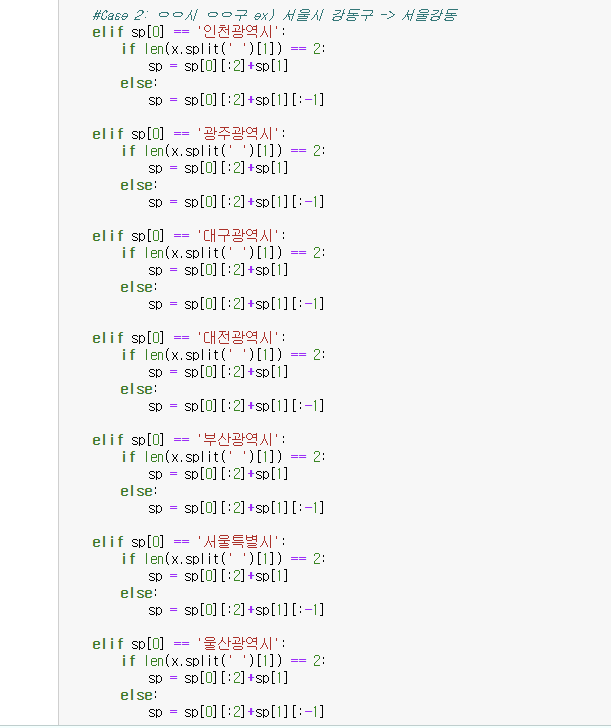 #Case 2: ㅇㅇ시 ㅇㅇ구 ex) 서울시 강동구 -> 서울강동
elif sp[0] == '인천광역시':
    if len(x.split(' ')[1]) == 2:
        sp = sp[0][:2]+sp[1]
    else:
        sp = sp[0][:2]+sp[1][:-1]

elif sp[0] == '광주광역시':
    if len(x.split(' ')[1]) == 2:
        sp = sp[0][:2]+sp[1]
    else:
        sp = sp[0][:2]+sp[1][:-1]

elif sp[0] == '대구광역시':
    if len(x.split(' ')[1]) == 2:
        sp = sp[0][:2]+sp[1]
    else:
        sp = sp[0][:2]+sp[1][:-1]

elif sp[0] == '대전광역시':
    if len(x.split(' ')[1]) == 2:
        sp = sp[0][:2]+sp[1]
    else:
        sp = sp[0][:2]+sp[1][:-1]

elif sp[0] == '부산광역시':
    if len(x.split(' ')[1]) == 2:
        sp = sp[0][:2]+sp[1]
    else:
        sp = sp[0][:2]+sp[1][:-1]

elif sp[0] == '서울특별시':
    if len(x.split(' ')[1]) == 2:
        sp = sp[0][:2]+sp[1]
    else:
        sp = sp[0][:2]+sp[1][:-1]

elif sp[0] == '울산광역시':
    if len(x.split(' ')[1]) == 2:
        sp = sp[0][:2]+sp[1]
    else:
        sp = sp[0][:2]+sp[1][:-1]